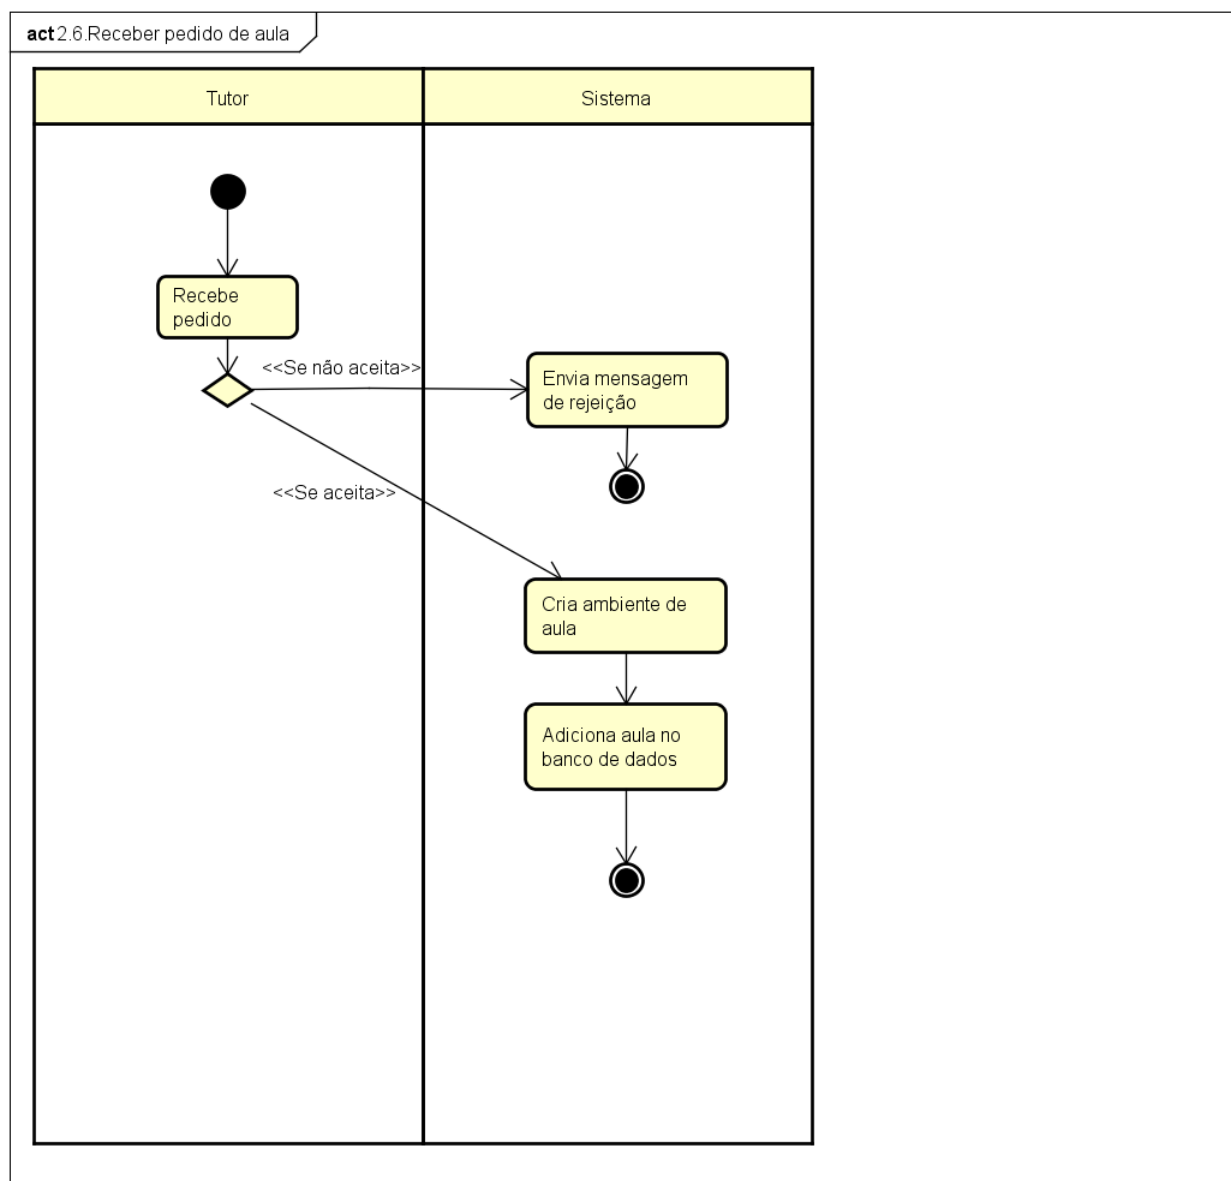 act 2.6.Receber pedido de aula
Tutor
Sistema
Recebe
pedido
<<Se não aceita>>
Envia mensagem
de rejeição
<<Se aceita>>
Cria ambiente de
aula
Adiciona aula no
banco de dados